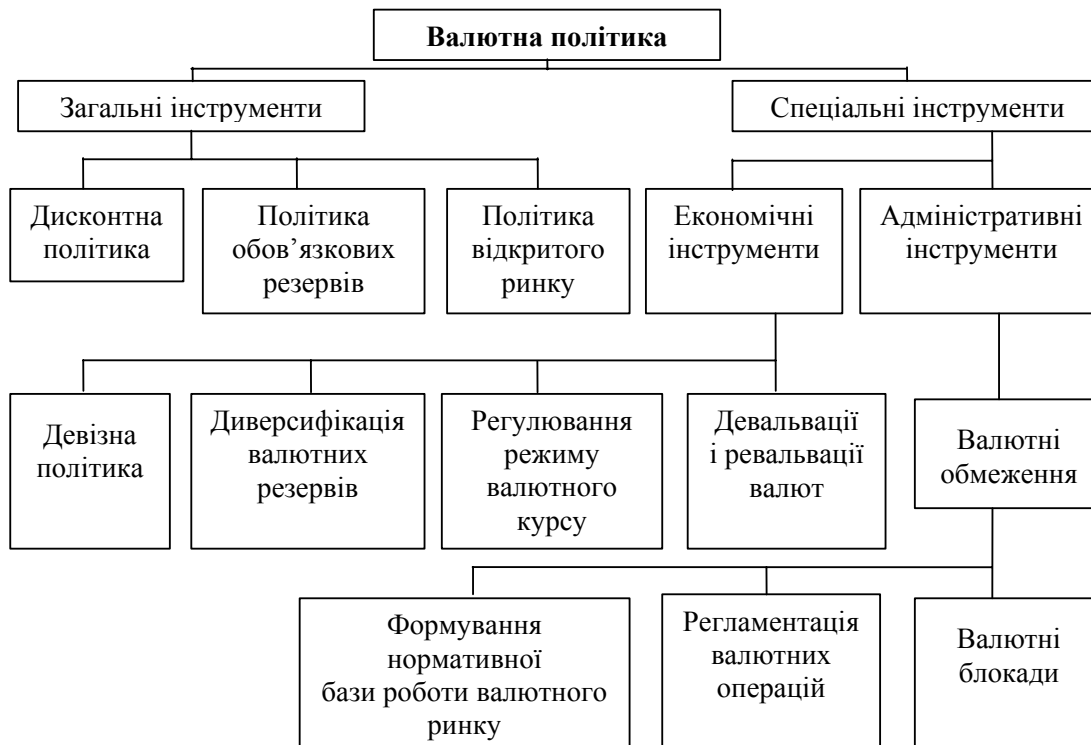 Валютна політика
Загальні інструменти
Спеціальні інструменти
Дисконтна
політика
Політика
обов’язкових
резервів
Політика
відкритого
ринку
Економічні
інструменти
Адміністративні
інструменти
Девізна
політика
Диверсифікація
валютних
резервів
Регулювання
режиму
валютного
курсу
Девальвації
і ревальвації
валют
Валютні
обмеження
Формування
нормативної
бази роботи валютного
ринку
Регламентація
валютних
операцій
Валютні
блокади